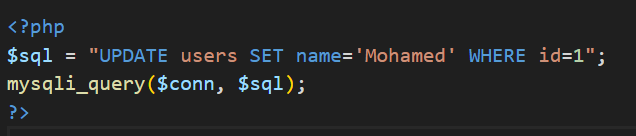 <?php
$sql = "UPDATE users SET name='Mohamed' WHERE id=1";
mysqli_query($conn, $sql);
?>